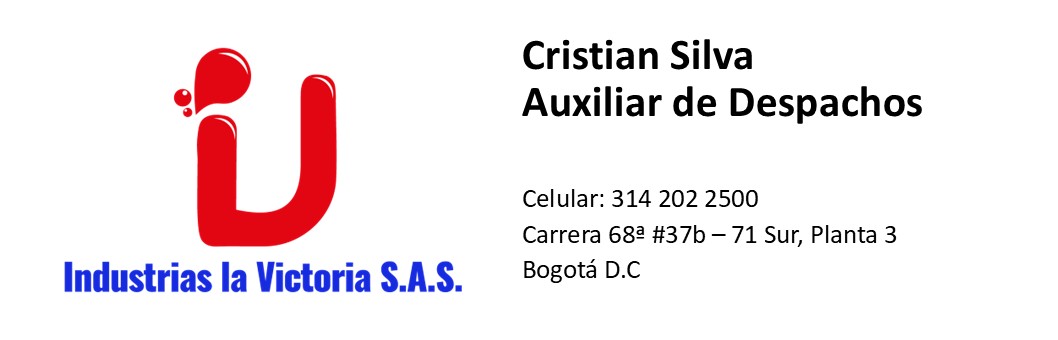 Cristian Silva
Auxiliar de Despachos
Celular: 314 202 2500
Carrera 68ª #37b – 71 Sur, Planta 3
Bogotá D.C
Industrias la Victoria S.A.S.